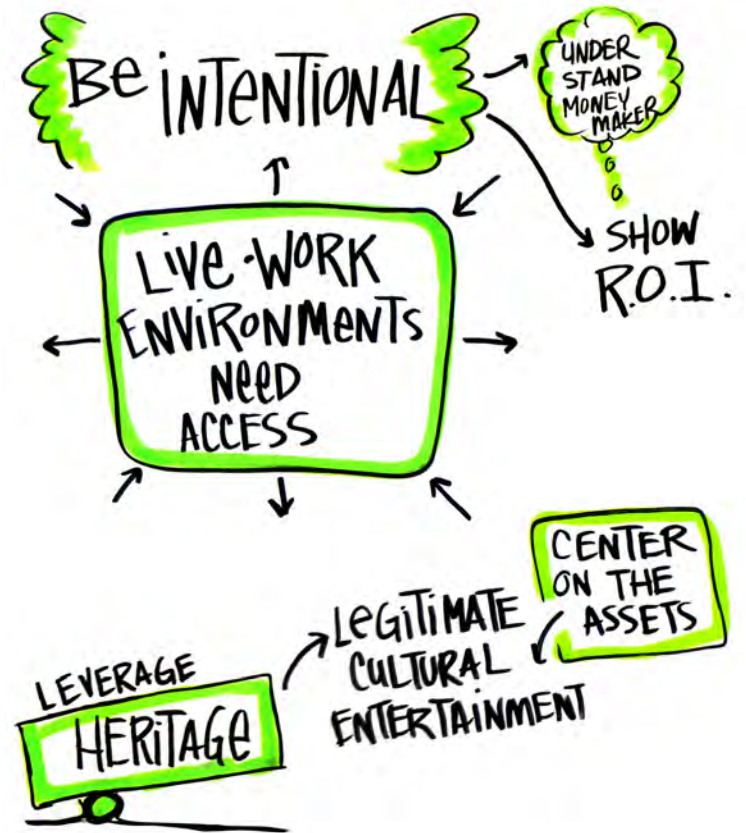 Be INTENTIONAL
UNDER
STAND
MONEY
MAKER
SHOW
R.O.I.
LIVE-WORK
ENVIRONMENTS
NEED
ACCESS
CENTER
ON THE
ASSETS
LEGITIMATE
CULTURAL
ENTERTAINMENT
LEVERAGE
HERITAGE